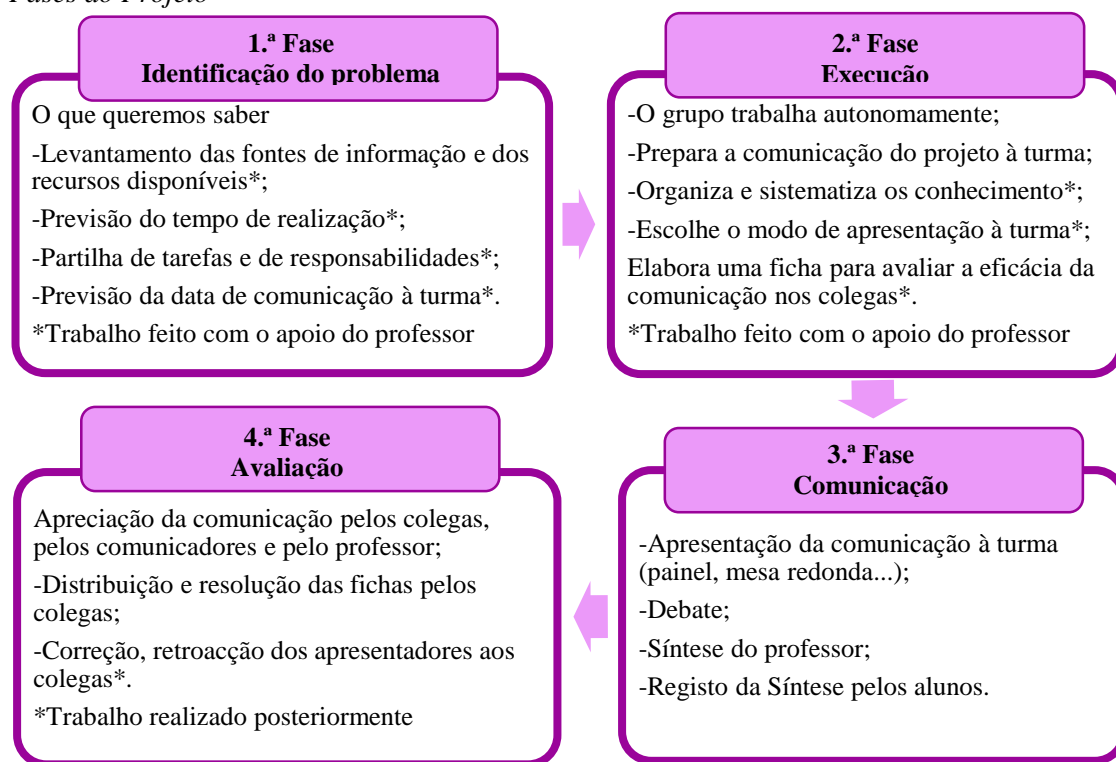 Fases do Projeto
1.ª Fase
Identificação do problema
O que queremos saber
-Levantamento das fontes de informação e dos
recursos disponíveis*;
-Previsão do tempo de realização*;
-Partilha de tarefas e de responsabilidades*;
-Previsão da data de comunicação à turma*.
*Trabalho feito com o apoio do professor
2.ª Fase
Execução
-O grupo trabalha autonomamente;
-Prepara a comunicação do projeto à turma;
-Organiza e sistematiza os conhecimento*;
-Escolhe o modo de apresentação à turma*;
Elabora uma ficha para avaliar a eficácia da
comunicação nos colegas*.
*Trabalho feito com o apoio do professor
3.ª Fase
Comunicação
-Apresentação da comunicação à turma
(painel, mesa redonda...);
-Debate;
-Síntese do professor;
-Registo da Síntese pelos alunos.
4.ª Fase
Avaliação
Apreciação da comunicação pelos colegas,
pelos comunicadores e pelo professor;
-Distribuição e resolução das fichas pelos
colegas;
-Correção, retroacção dos apresentadores aos
colegas*.
*Trabalho realizado posteriormente